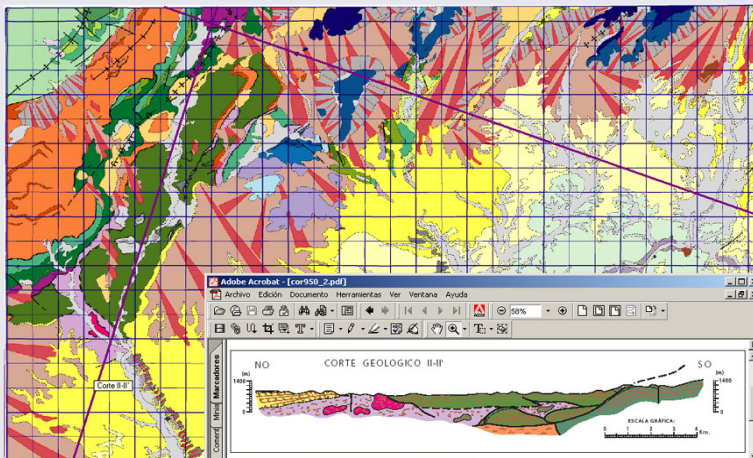 Corte II-II'
Adobe Acrobat - [cor950_2.pdf]
Archivo Edición Documento Herramientas Ver Ventana Ayuda
58%
Marcadores
NO CORTE GEOLOGICO II-II' SO
1400
(m)
0
1400
(m)
0
ESCALA GRÁFICA:
0 1 2 3 4
Km.